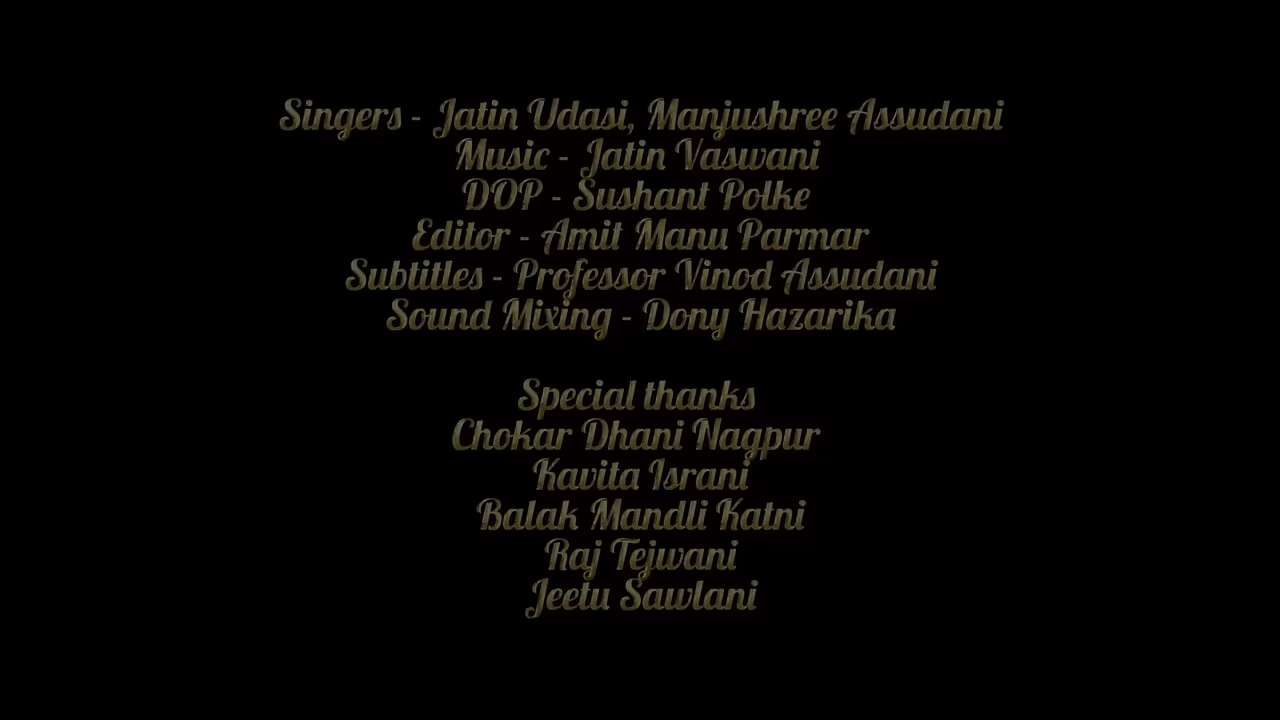 Singers - Jatin Udasi, Manjushree Assudani
Music - Jatin Vaswani
DOP - Sushant Polke
Editor - Amit Manu Parmar
Subtitles - Professor Vinod Assudani
Sound Mixing - Dony Hazarika
Special thanks
Chokar Dhani Nagpur
Kavita Israni
Balak Mandli Katni
Raj Tejwani
Jeetu Sawlani